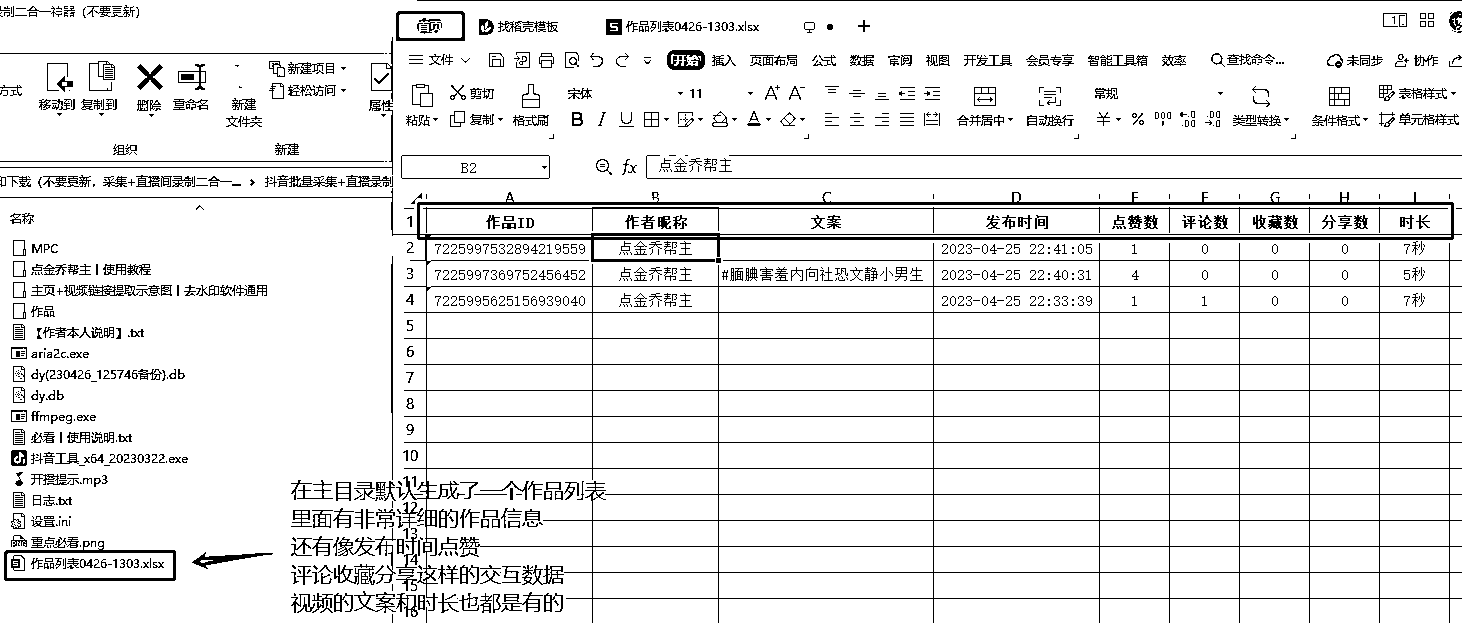 录制二合一神器（不要更新）
首页
找稻壳模板
作品列表0426-1303.xlsx
文件
开始
插入
页面布局
公式
数据
审阅
视图
开发工具
会员专享
智能工具箱
效率
查找命令...
未同步
协作
方式
移动到
复制到
删除
重命名
新建
文件夹
新建项目
轻松访问
属性
组织
新建
粘贴
剪切
复制
格式刷
宋体
11
B I U
A
合并居中
自动换行
常规
类型转换
条件格式
表格样式
单元格样式
印下载（不要更新，采集+直播间录制二合一... › 抖音批量采集+直播录制
B2
fx
点金乔帮主
A B C D E F G H I
1 作品ID 作者昵称 文案 发布时间 点赞数 评论数 收藏数 分享数 时长
2 7225997532894219559 点金乔帮主 2023-04-25 22:41:05 1 0 0 0 7秒
3 7225997369752456452 点金乔帮主 #腼腆害羞内向社恐文静小男生 2023-04-25 22:40:31 4 0 0 0 5秒
4 7225995625156939040 点金乔帮主 2023-04-25 22:33:39 1 1 0 0 7秒
5
6
7
8
9
10
11
12
13
14
15
16
名称
MPC
点金乔帮主丨使用教程
主页+视频链接提取示意图丨去水印软件通用
作品
【作者本人说明】.txt
aria2c.exe
dy(230426_125746备份).db
dy.db
ffmpeg.exe
必看丨使用说明.txt
抖音工具_x64_20230322.exe
开播提示.mp3
日志.txt
设置.ini
重点必看.png
作品列表0426-1303.xlsx
在主目录默认生成了一个作品列表
里面有非常详细的作品信息
还有像发布时间点赞
评论收藏分享这样的交互数据
视频的文案和时长也都是有的